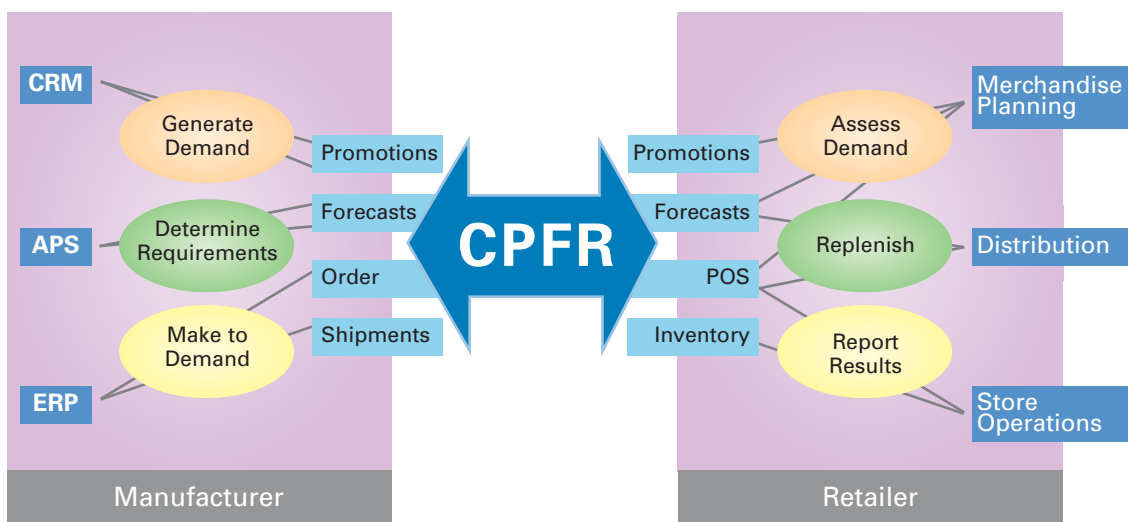 CRM
Generate
Demand
Promotions
APS
Determine
Requirements
Forecasts
Order
ERP
Make to
Demand
Shipments
Manufacturer
CPFR
Promotions
Forecasts
POS
Inventory
Assess
Demand
Replenish
Report
Results
Merchandise
Planning
Distribution
Store
Operations
Retailer